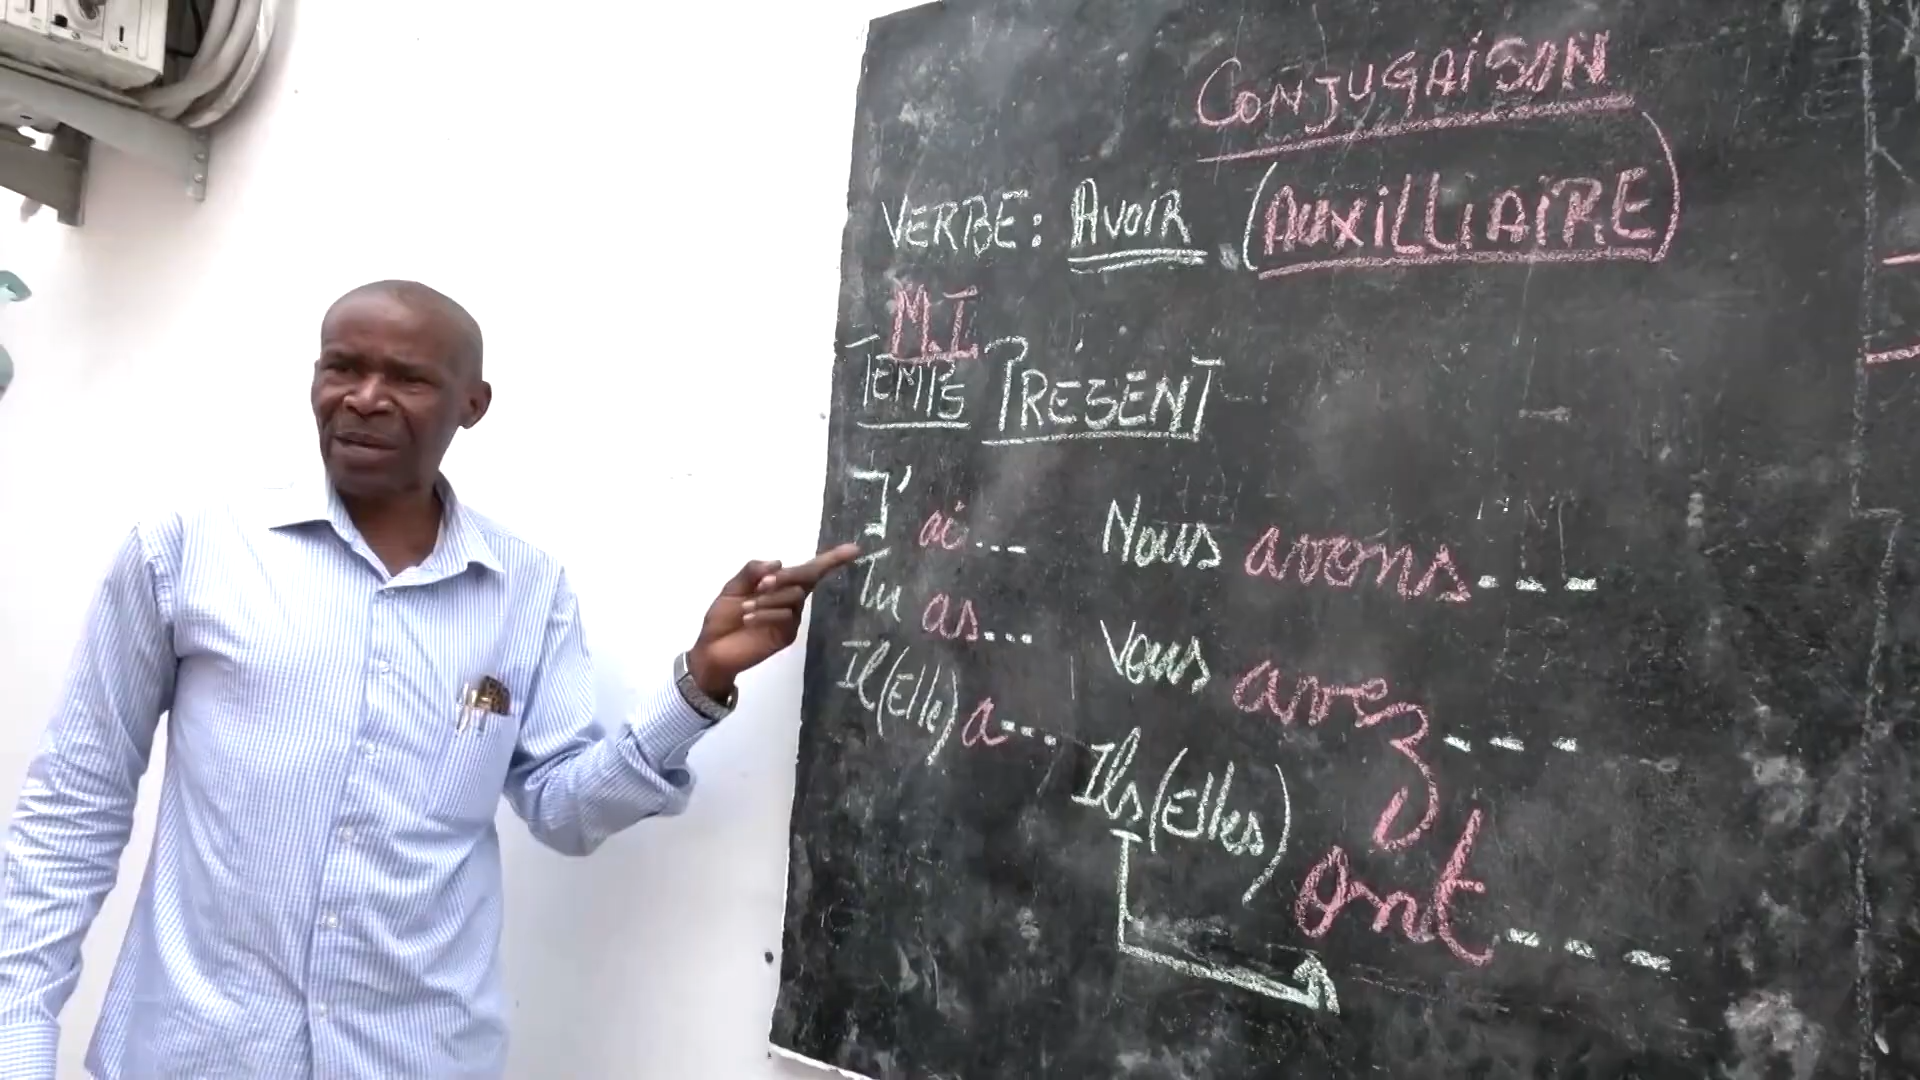 CONJUGAISON
VERBE: AVOIR (AUXILLIAIRE)
M.I
TEMPS PRESENT
J' ai...
Tu as...
Il (Elle) a...
Nous avons...
Vous avez...
Ils (Elles) ont...